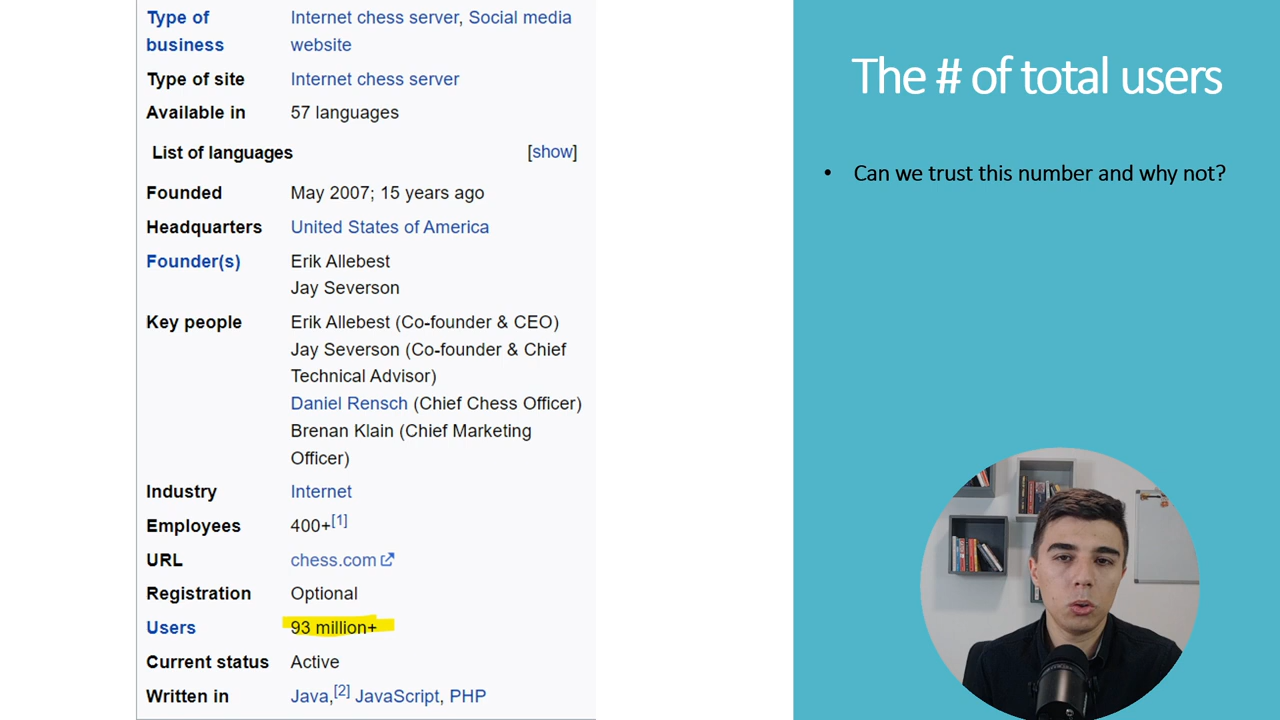 Type of business Internet chess server, Social media website
Type of site Internet chess server
Available in 57 languages
List of languages [show]
Founded May 2007; 15 years ago
Headquarters United States of America
Founder(s) Erik Allebest
Jay Severson
Key people Erik Allebest (Co-founder & CEO)
Jay Severson (Co-founder & Chief
Technical Advisor)
Daniel Rensch (Chief Chess Officer)
Brenan Klain (Chief Marketing
Officer)
Industry Internet
Employees 400+[1]
URL chess.com
Registration Optional
Users 93 million+
Current status Active
Written in Java,[2] JavaScript, PHP
The # of total users
• Can we trust this number and why not?